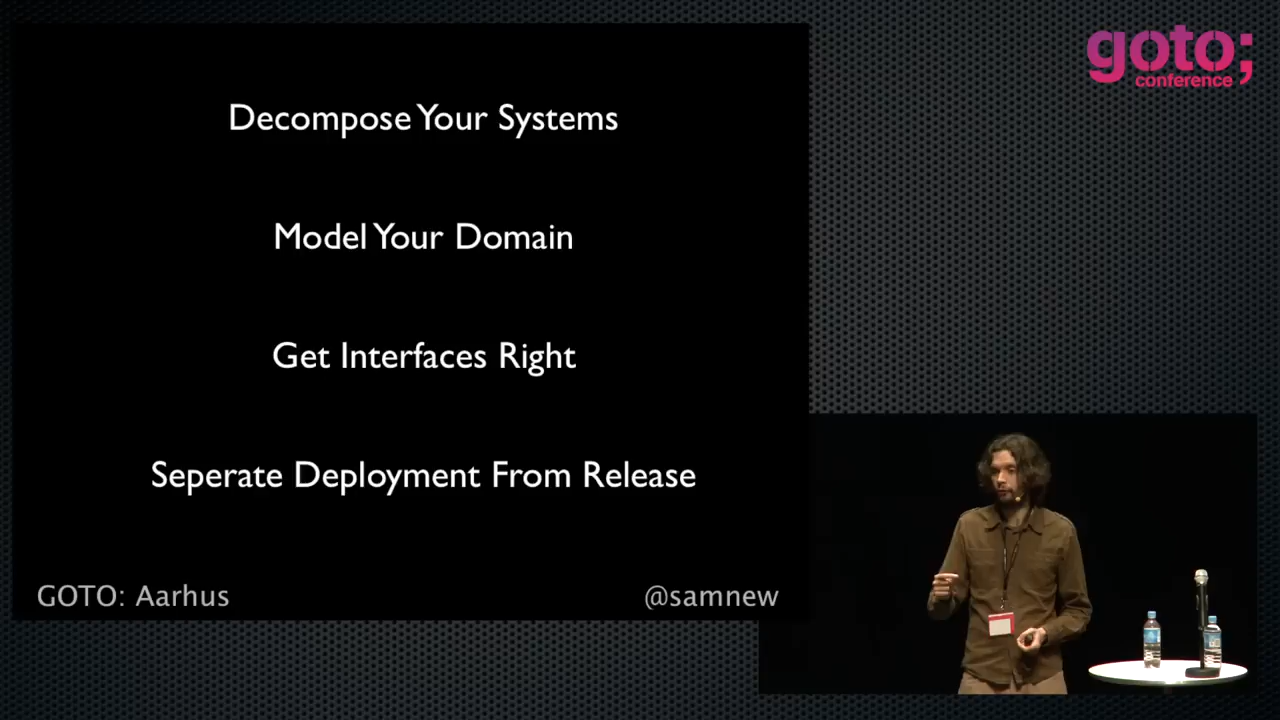 goto;
conference
Decompose Your Systems
Model Your Domain
Get Interfaces Right
Seperate Deployment From Release
GOTO: Aarhus
@samnew